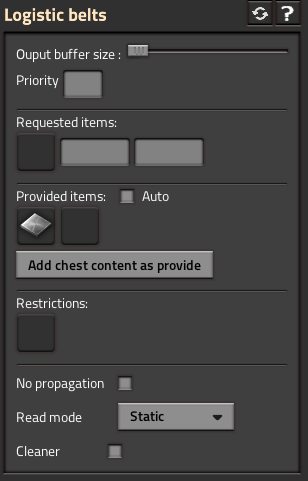 Logistic belts
?
Ouput buffer size :
Priority
Requested items:
Provided items:
Auto
Add chest content as provide
Restrictions:
No propagation
Read mode
Static
Cleaner